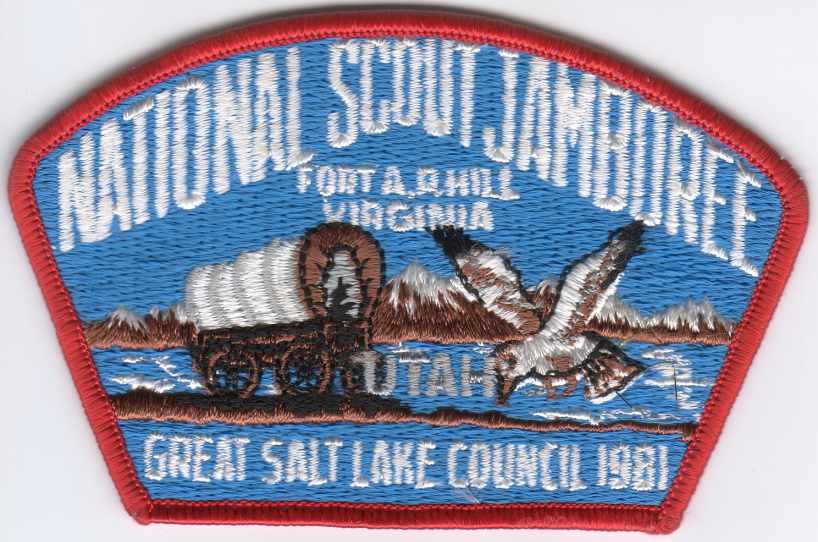 NATIONAL SCOUT JAMBOREE
FORT A.P. HILL
VIRGINIA
UTAH
GREAT SALT LAKE COUNCIL 1981